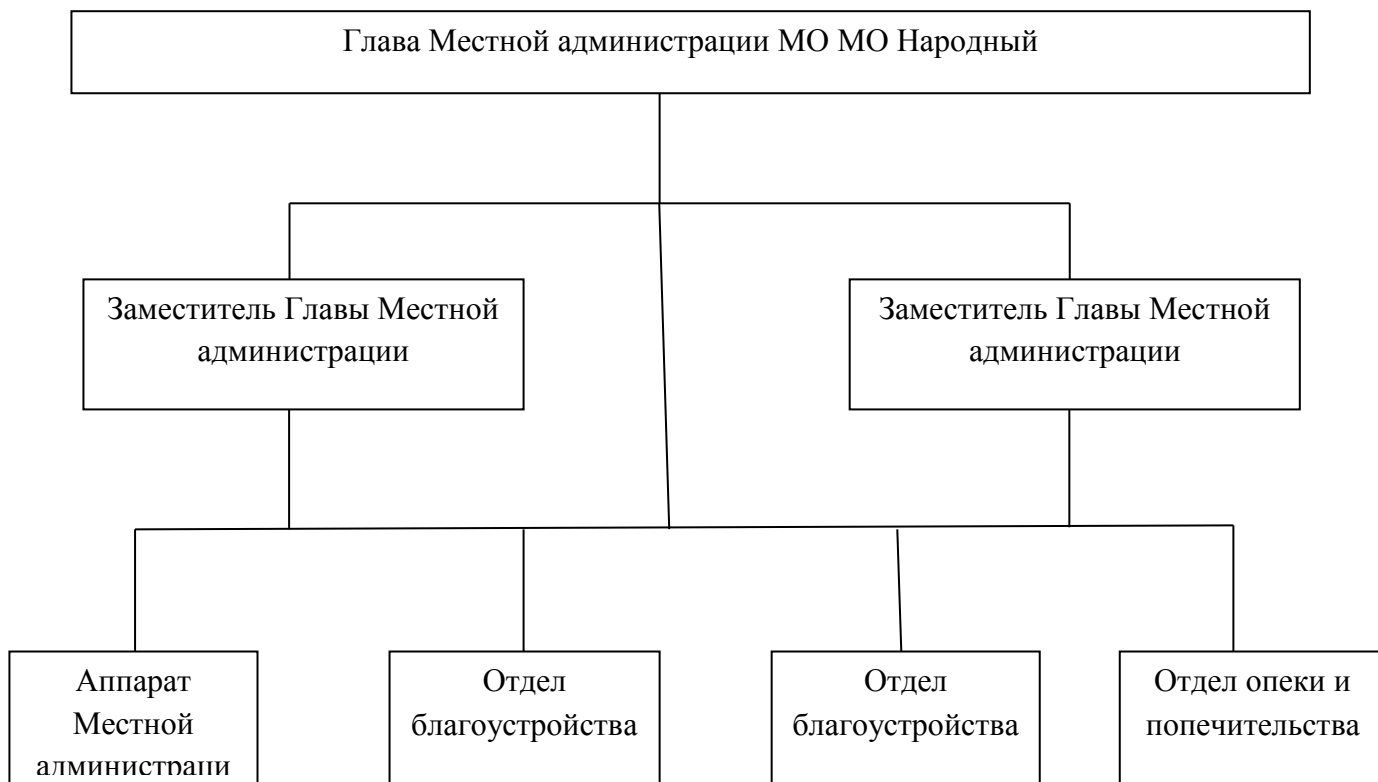 Глава Местной администрации МО МО Народный
Заместитель Главы Местной
администрации
Заместитель Главы Местной
администрации
Аппарат
Местной
администраци
Отдел
благоустройства
Отдел
благоустройства
Отдел опеки и
попечительства